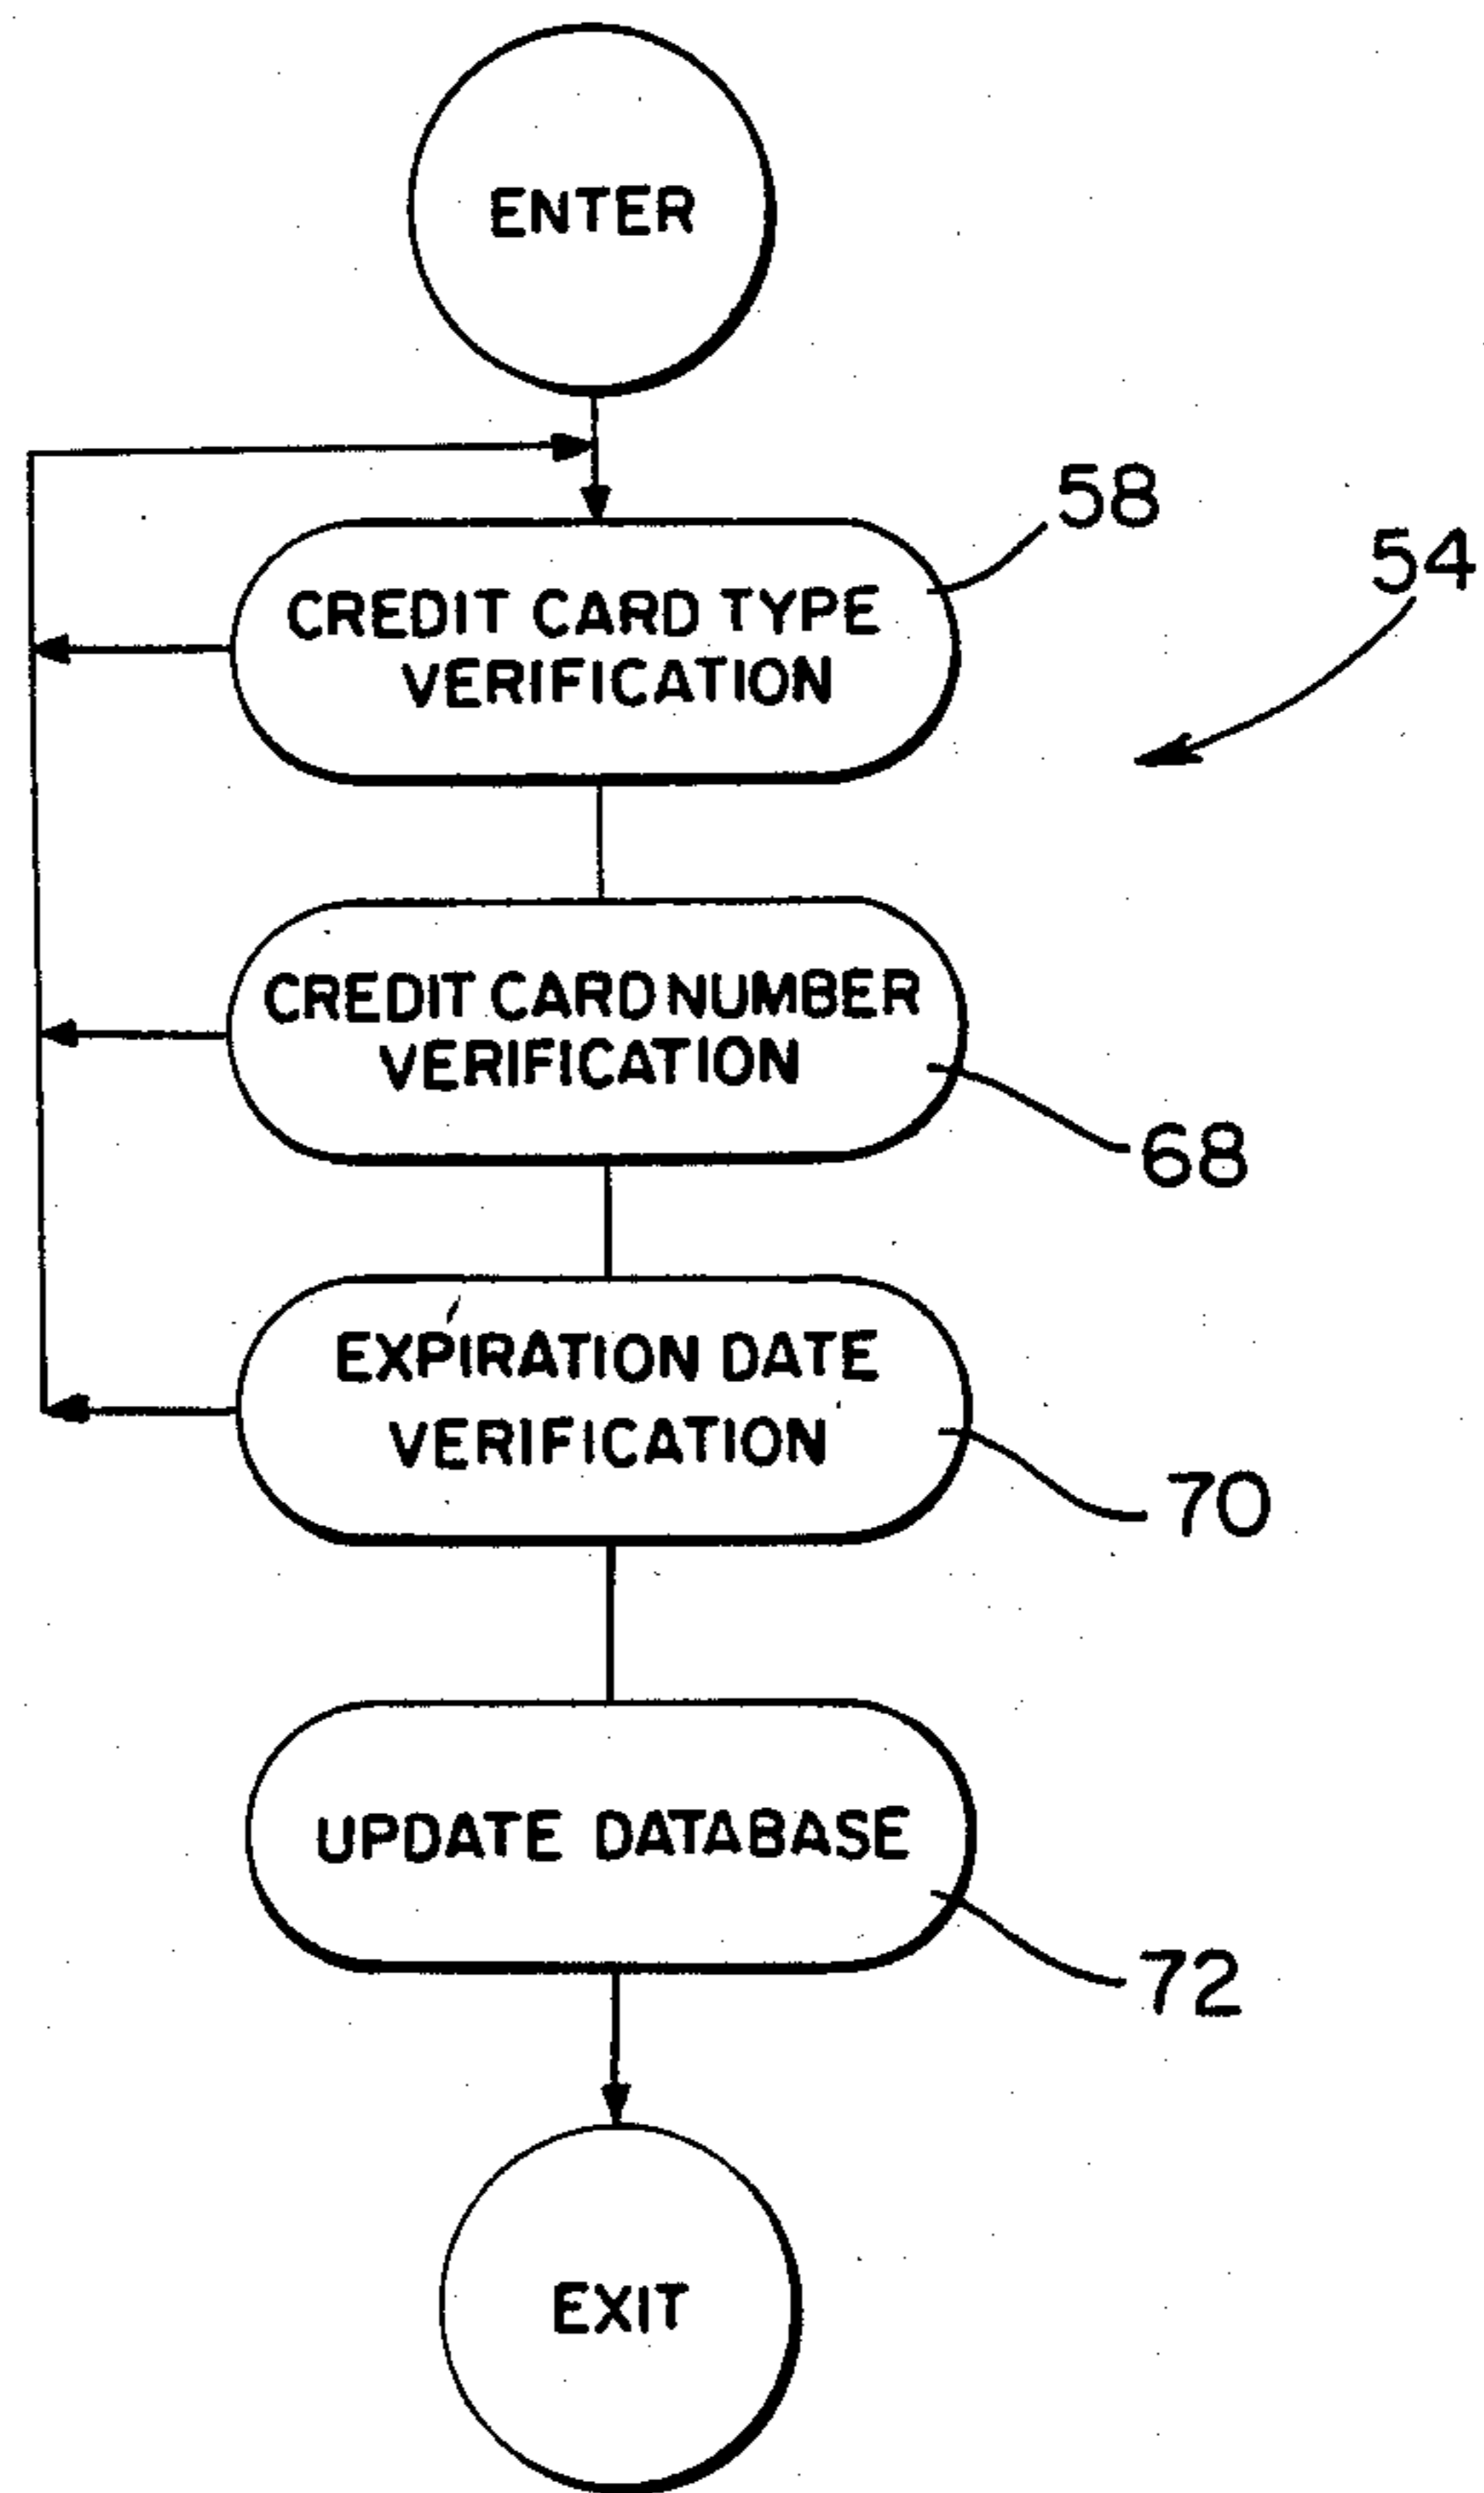 ENTER
58
54
CREDIT CARD TYPE
VERIFICATION
CREDIT CARD NUMBER
VERIFICATION
68
EXPIRATION DATE
VERIFICATION
70
UPDATE DATABASE
72
EXIT